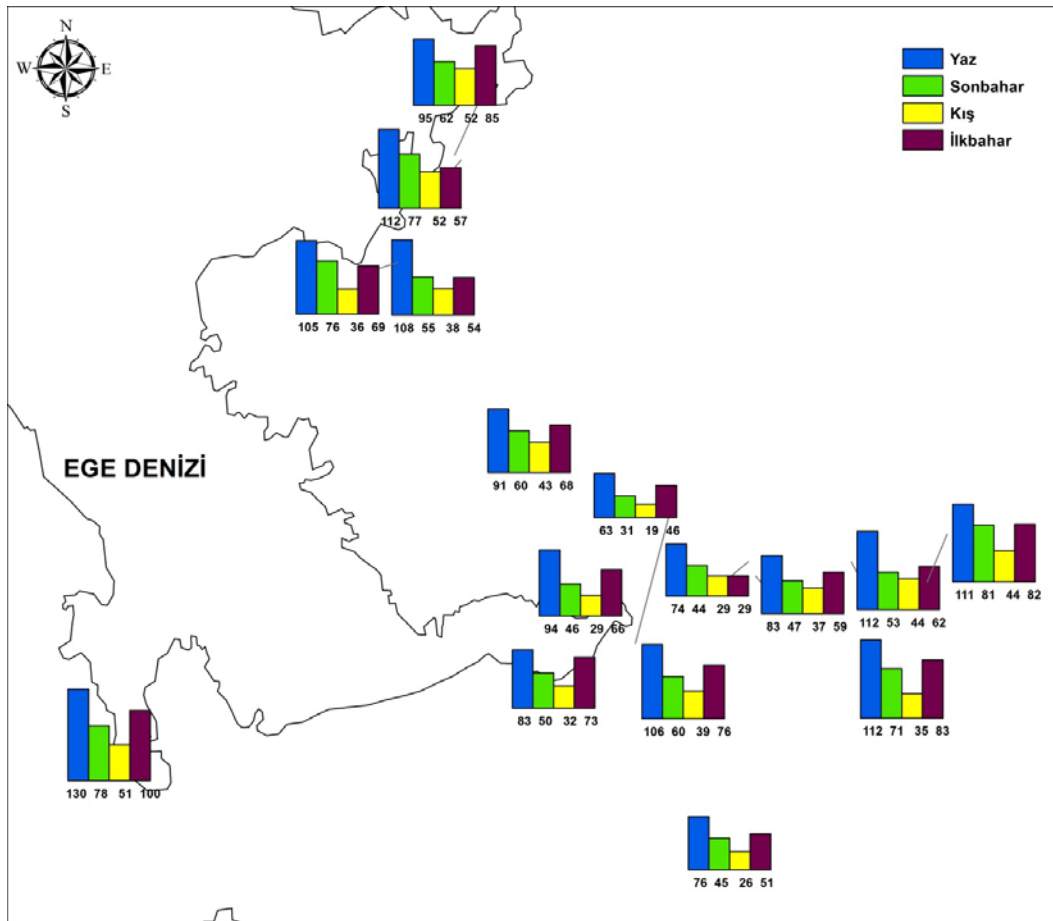 N
W E
S
Yaz
Sonbahar
Kış
İlkbahar
95 62 52 85
112 77 52 57
105 76 36 69
108 55 38 54
91 60 43 68
EGE DENİZİ
63 31 19 46
111 81 44 82
74 44 29 29
83 47 37 59
112 53 44 62
94 46 29 66
83 50 32 73
106 60 39 76
112 71 35 83
130 78 51 100
76 45 26 51